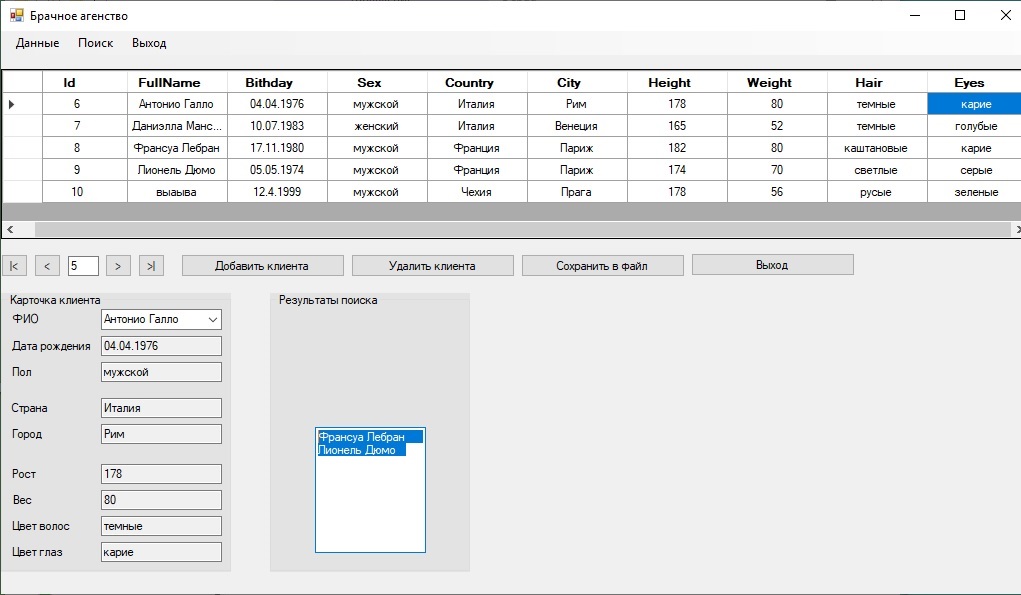 Брачное агенство
Данные Поиск Выход
Id FullName Bithday Sex Country City Height Weight Hair Eyes
6 Антонио Галло 04.04.1976 мужской Италия Рим 178 80 темные карие
7 Даниэлла Манс... 10.07.1983 женский Италия Венеция 165 52 темные голубые
8 Франсуа Лебран 17.11.1980 мужской Франция Париж 182 80 каштановые карие
9 Лионель Дюмо 05.05.1974 мужской Франция Париж 174 70 светлые серые
10 выаыва 12.4.1999 мужской Чехия Прага 178 56 русые зеленые
|< < 5 > >| Добавить клиента Удалить клиента Сохранить в файл Выход
Карточка клиента
ФИО Антонио Галло
Дата рождения 04.04.1976
Пол мужской
Страна Италия
Город Рим
Рост 178
Вес 80
Цвет волос темные
Цвет глаз карие
Результаты поиска
Франсуа Лебран
Лионель Дюмо